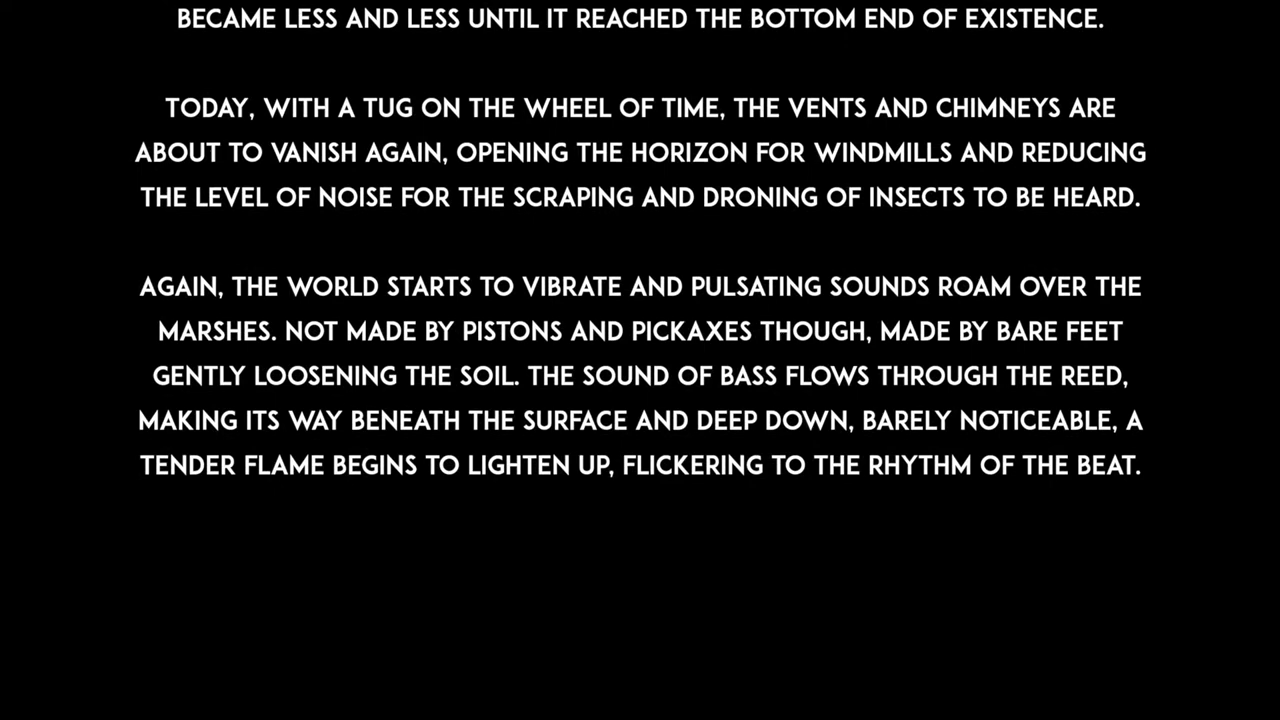 BECAME LESS AND LESS UNTIL IT REACHED THE BOTTOM END OF EXISTENCE.
TODAY, WITH A TUG ON THE WHEEL OF TIME, THE VENTS AND CHIMNEYS ARE
ABOUT TO VANISH AGAIN, OPENING THE HORIZON FOR WINDMILLS AND REDUCING
THE LEVEL OF NOISE FOR THE SCRAPING AND DRONING OF INSECTS TO BE HEARD.
AGAIN, THE WORLD STARTS TO VIBRATE AND PULSATING SOUNDS ROAM OVER THE
MARSHES. NOT MADE BY PISTONS AND PICKAXES THOUGH, MADE BY BARE FEET
GENTLY LOOSENING THE SOIL. THE SOUND OF BASS FLOWS THROUGH THE REED,
MAKING ITS WAY BENEATH THE SURFACE AND DEEP DOWN, BARELY NOTICEABLE, A
TENDER FLAME BEGINS TO LIGHTEN UP, FLICKERING TO THE RHYTHM OF THE BEAT.